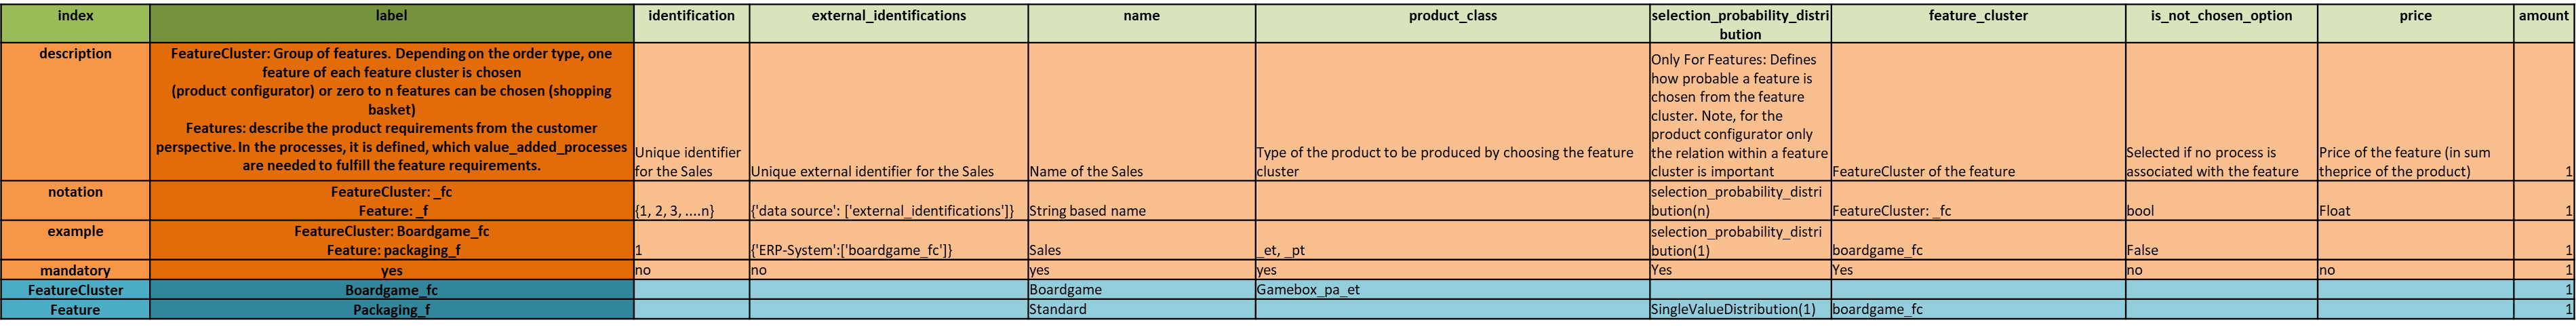 index label identification external_identifications name product_class selection_probability_distri feature_cluster is_not_chosen_option price amount
bution
description
FeatureCluster: Group of features. Depending on the order type, one
feature of each feature cluster is chosen
(product configurator) or zero to n features can be chosen (shopping
basket)
Features: describe the product requirements from the customer
perspective. In the processes, it is defined, which value_added_processes
are needed to fulfill the feature requirements.
Unique identifier
for the Sales
Unique external identifier for the Sales
Name of the Sales
Type of the product to be produced by choosing the feature
cluster
Only For Features: Defines
how probable a feature is
chosen from the feature
cluster. Note, for the
product configurator only
the relation within a feature
cluster is important
FeatureCluster of the feature
Selected if no process is
associated with the feature
Price of the feature (in sum
theprice of the product)
1
notation
FeatureCluster: _fc
Feature: _f
{1, 2, 3, ....n}
{'data source': ['external_identifications']}
String based name
selection_probability_distri
bution(n)
FeatureCluster: _fc
bool
Float
1
example
FeatureCluster: Boardgame_fc
Feature: packaging_f
1
{'ERP-System':['boardgame_fc']}
Sales
_et, _pt
selection_probability_distri
bution(1)
boardgame_fc
False
1
mandatory yes no no yes yes Yes Yes no no 1
FeatureCluster Boardgame_fc Boardgame Gamebox_pa_et 1
Feature Packaging_f Standard SingleValueDistribution(1) boardgame_fc 1